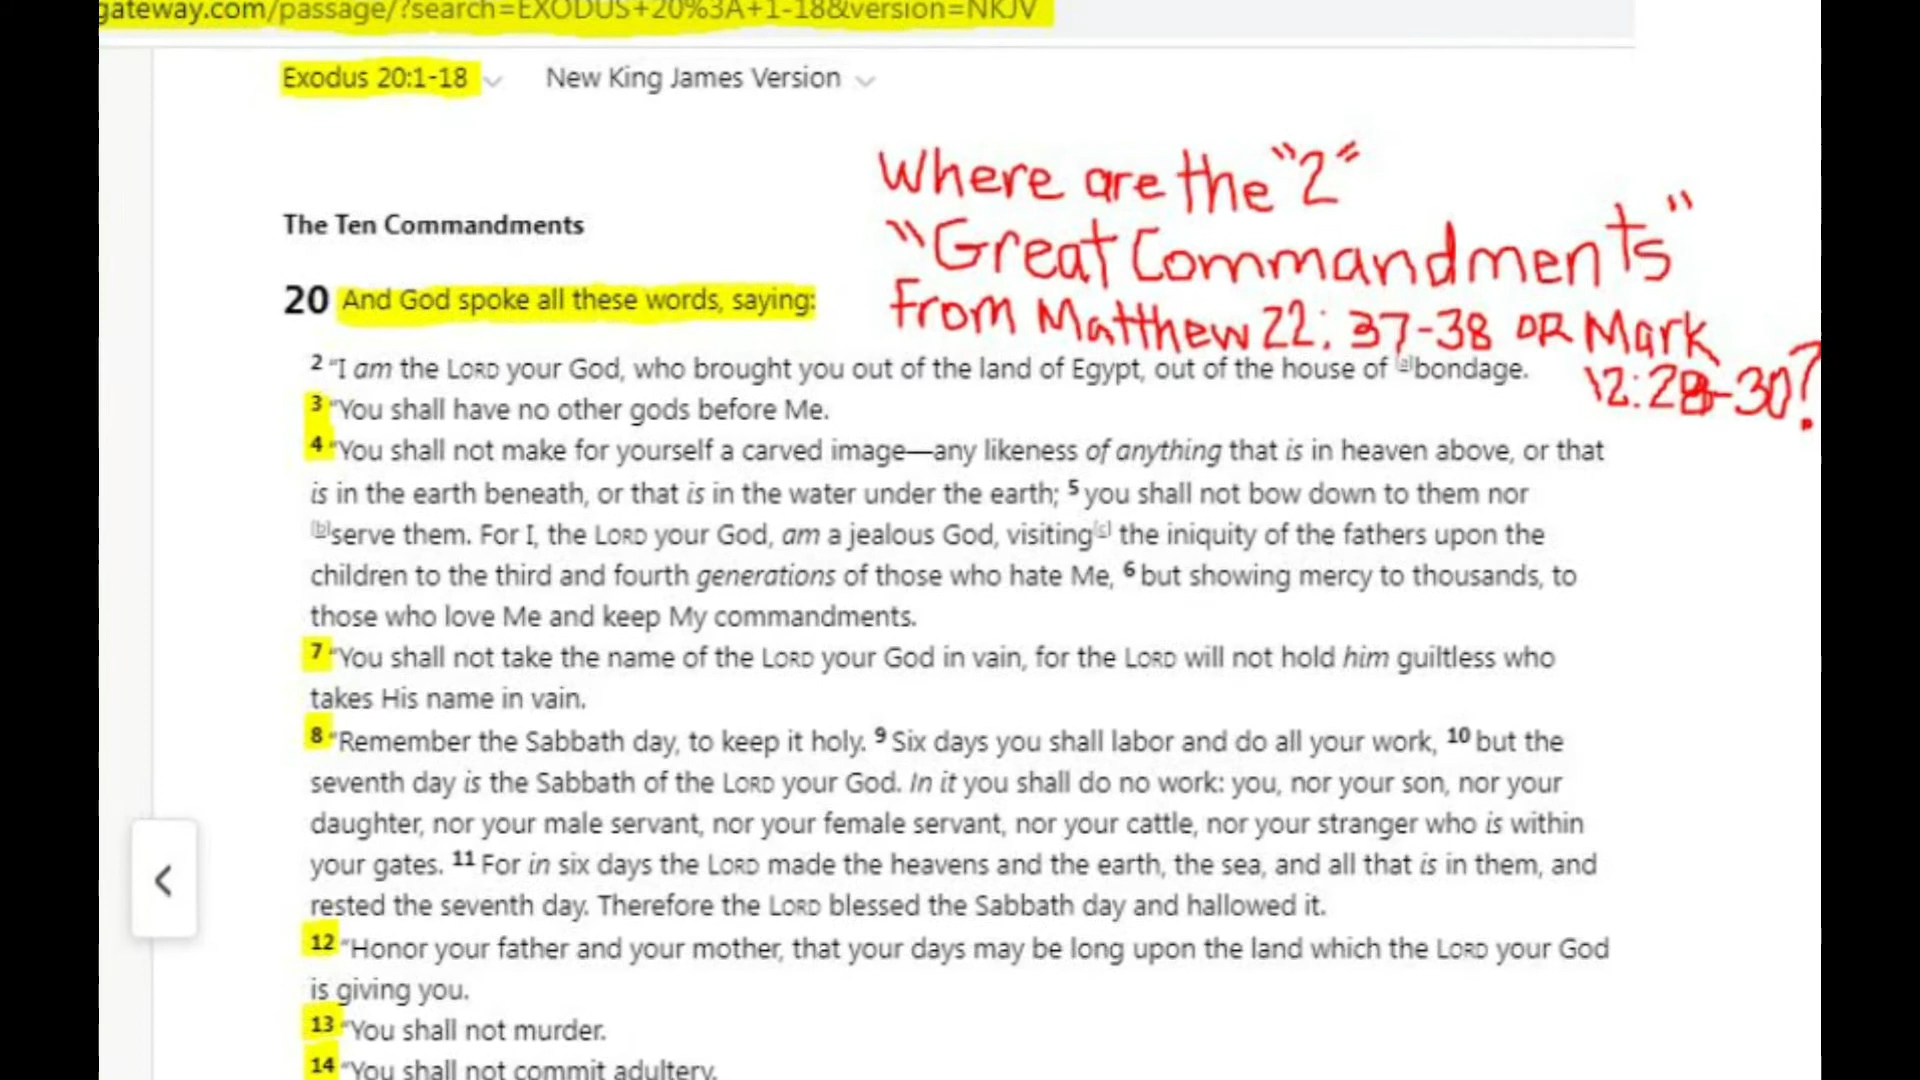 gateway.com/passage/?search=EXODUS+20%3A+1-18&version=NKJV
Exodus 20:1-18 New King James Version
Where are the "2"
"Great Commandments"
From Matthew 22:37-38 OR Mark
12:28-30?
The Ten Commandments
20 And God spoke all these words, saying:
2 "I am the LORD your God, who brought you out of the land of Egypt, out of the house of [a]bondage.
3 "You shall have no other gods before Me.
4 "You shall not make for yourself a carved image—any likeness of anything that is in heaven above, or that
is in the earth beneath, or that is in the water under the earth; 5 you shall not bow down to them nor
[b]serve them. For I, the LORD your God, am a jealous God, visiting[c] the iniquity of the fathers upon the
children to the third and fourth generations of those who hate Me, 6 but showing mercy to thousands, to
those who love Me and keep My commandments.
7 "You shall not take the name of the LORD your God in vain, for the LORD will not hold him guiltless who
takes His name in vain.
8 "Remember the Sabbath day, to keep it holy. 9 Six days you shall labor and do all your work, 10 but the
seventh day is the Sabbath of the LORD your God. In it you shall do no work: you, nor your son, nor your
daughter, nor your male servant, nor your female servant, nor your cattle, nor your stranger who is within
your gates. 11 For in six days the LORD made the heavens and the earth, the sea, and all that is in them, and
rested the seventh day. Therefore the LORD blessed the Sabbath day and hallowed it.
12 "Honor your father and your mother, that your days may be long upon the land which the LORD your God
is giving you.
13 "You shall not murder.
14 "You shall not commit adultery.